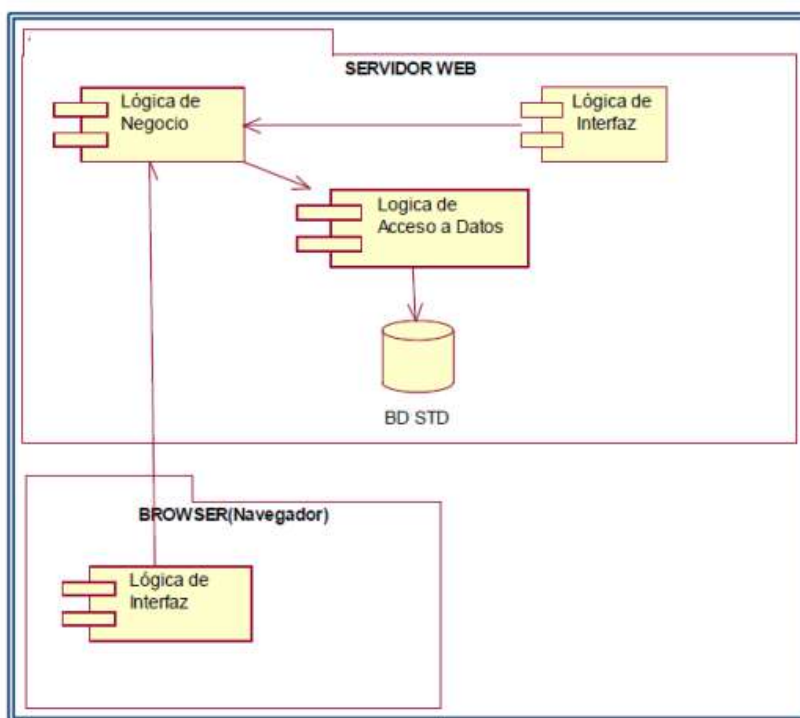 SERVIDOR WEB
Lógica de
Negocio
Lógica de
Interfaz
Logica de
Acceso a Datos
BD STD
BROWSER(Navegador)
Lógica de
Interfaz